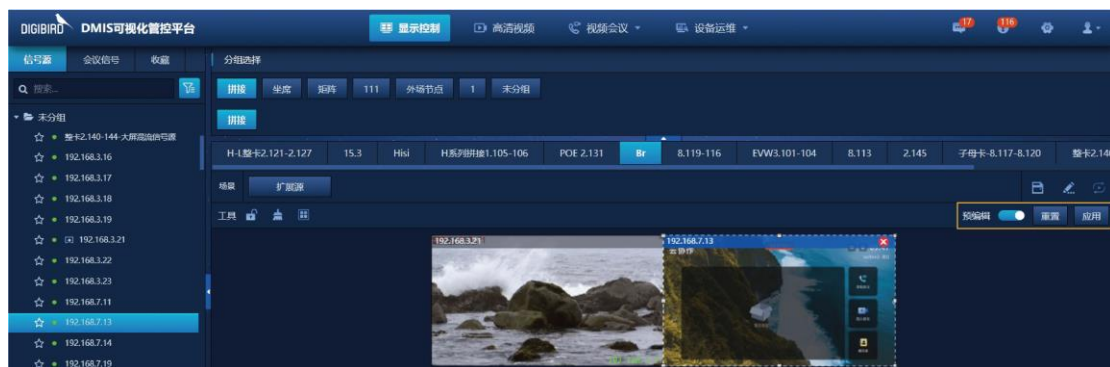 DIGIBIRD DMIS可视化管控平台 显示控制 高清视频 视频会议 设备运维 17 116
信号源 会议信号 收藏 分组选择
搜索... 拼接 坐席 矩阵 111 外场节点 1 未分组
未分组 拼接
整卡2.140-144-大屏混流信号源
H-L整卡2.121-2.127 15.3 Hisi H系列拼接1.105-106 POE 2.131 Br 8.119-116 EVW3.101-104 8.113 2.145 子母卡-8.117-8.120 整卡2.140
192.168.3.16
192.168.3.17
场景 扩展源
192.168.3.18
192.168.3.19 工具 预编辑 重置 应用
192.168.3.21 192.168.3.21 192.168.7.13
云协作
192.168.3.22
192.168.3.23
192.168.7.11
192.168.7.13
192.168.7.14
192.168.7.19